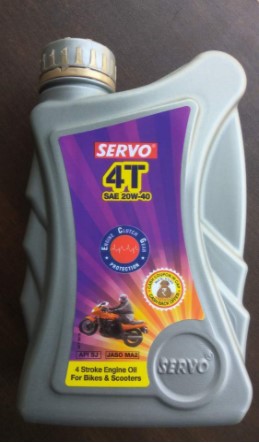 SERVO
4T
SAE 20W-40
ENGINE CLUTCH GEAR
PROTECTION
API SJ JASO MA2
4 Stroke Engine Oil
For Bikes & Scooters
SERVO